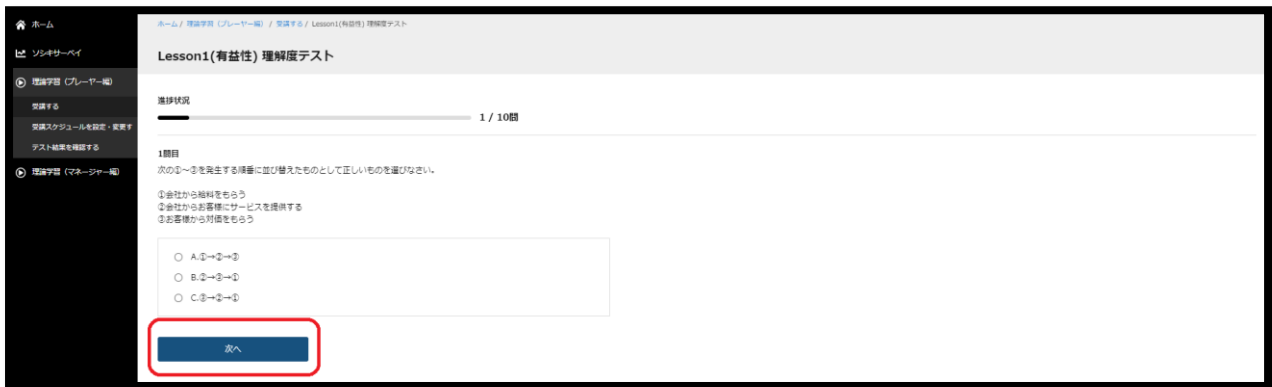 ホーム
ソシキサーベイ
理論学習（プレーヤー編）
受講する
受講スケジュールを設定・変更す
テスト結果を確認する
理論学習（マネージャー編）
ホーム / 理論学習（プレーヤー編） / 受講する / Lesson1(有益性) 理解度テスト
Lesson1(有益性) 理解度テスト
進捗状況
1 / 10問
1問目
次の①～③を発生する順番に並び替えたものとして正しいものを選びなさい。
①会社から給料をもらう
②会社からお客様にサービスを提供する
③お客様から対価をもらう
A.①→②→③
B.②→③→①
C.③→②→①
次へ